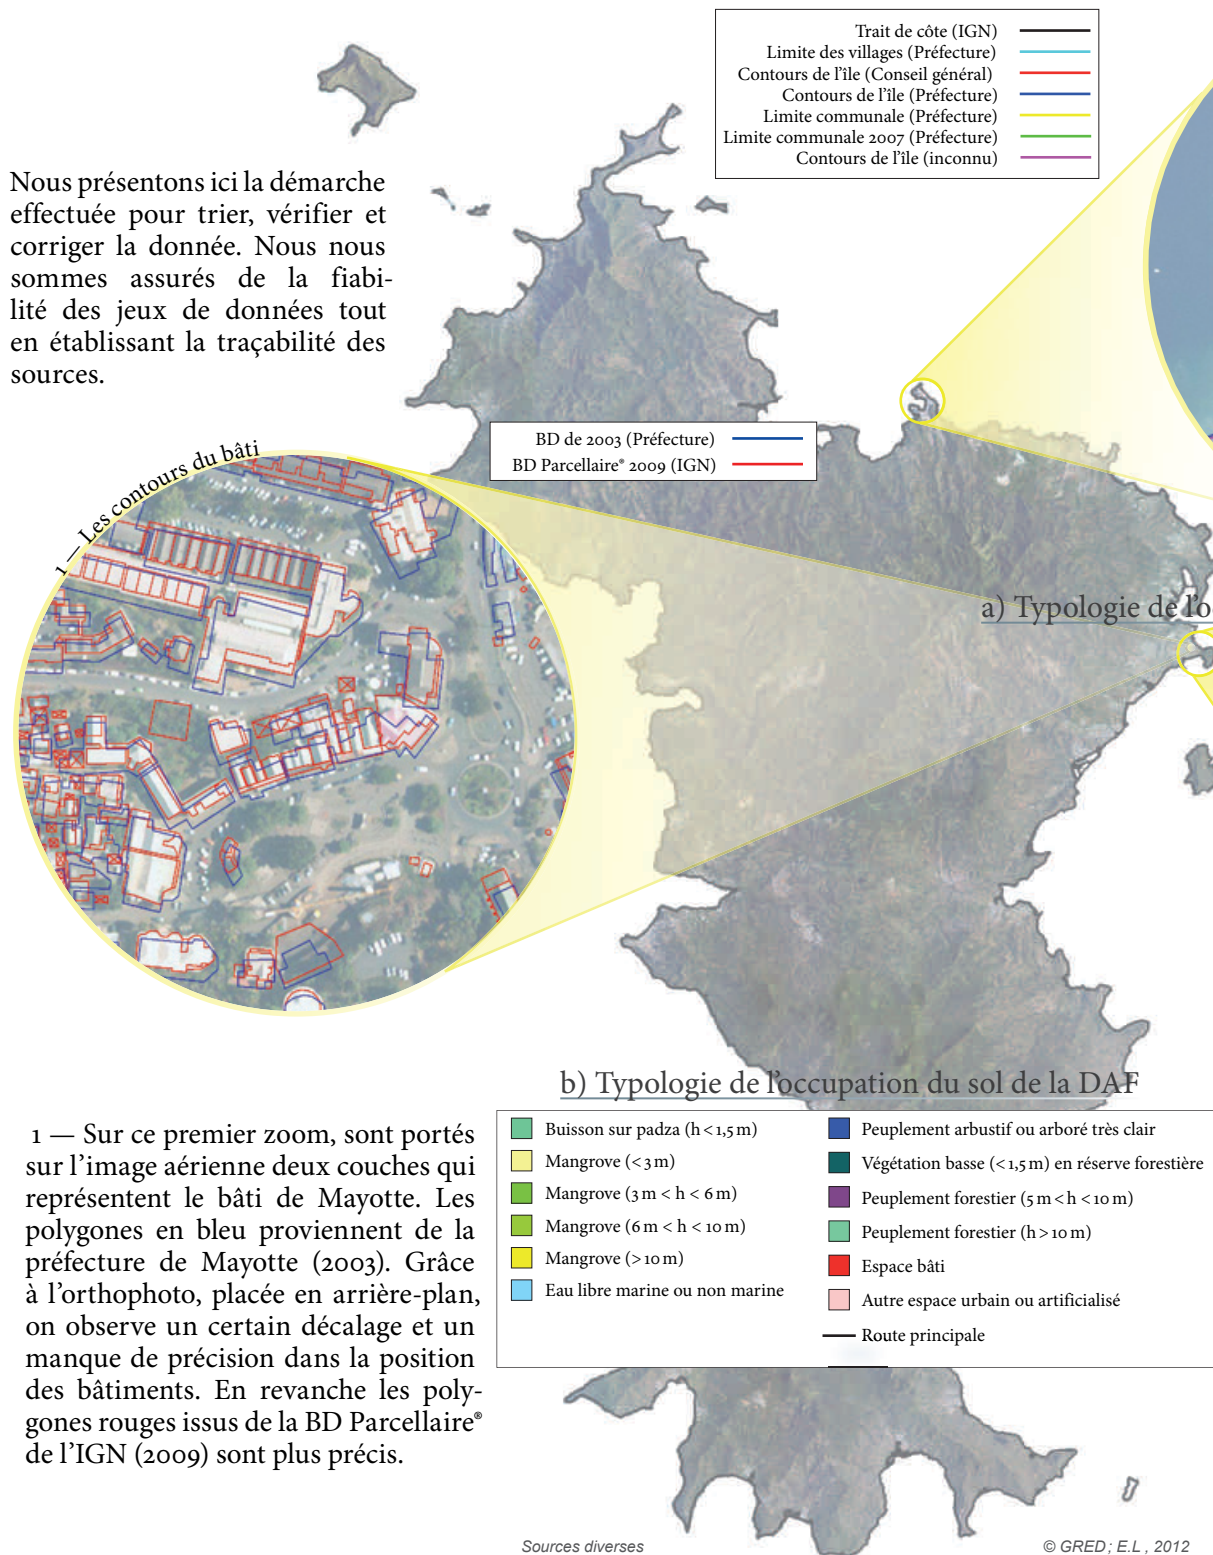 Trait de côte (IGN)
Limite des villages (Préfecture)
Contours de l'île (Conseil général)
Contours de l'île (Préfecture)
Limite communale (Préfecture)
Limite communale 2007 (Préfecture)
Contours de l'île (inconnu)
Nous présentons ici la démarche
effectuée pour trier, vérifier et
corriger la donnée. Nous nous
sommes assurés de la fiabi-
lité des jeux de données tout
en établissant la traçabilité des
sources.
BD de 2003 (Préfecture)
BD Parcellaire® 2009 (IGN)
1 — Les contours du bâti
a) Typologie de l'oc
b) Typologie de l'occupation du sol de la DAF
Buisson sur padza (h < 1,5 m)
Mangrove (< 3 m)
Mangrove (3 m < h < 6 m)
Mangrove (6 m < h < 10 m)
Mangrove (> 10 m)
Eau libre marine ou non marine
Peuplement arbustif ou arboré très clair
Végétation basse (< 1,5 m) en réserve forestière
Peuplement forestier (5 m < h < 10 m)
Peuplement forestier (h > 10 m)
Espace bâti
Autre espace urbain ou artificialisé
Route principale
1 — Sur ce premier zoom, sont portés
sur l'image aérienne deux couches qui
représentent le bâti de Mayotte. Les
polygones en bleu proviennent de la
préfecture de Mayotte (2003). Grâce
à l'orthophoto, placée en arrière-plan,
on observe un certain décalage et un
manque de précision dans la position
des bâtiments. En revanche les poly-
gones rouges issus de la BD Parcellaire®
de l'IGN (2009) sont plus précis.
Sources diverses
© GRED ; E.L , 2012